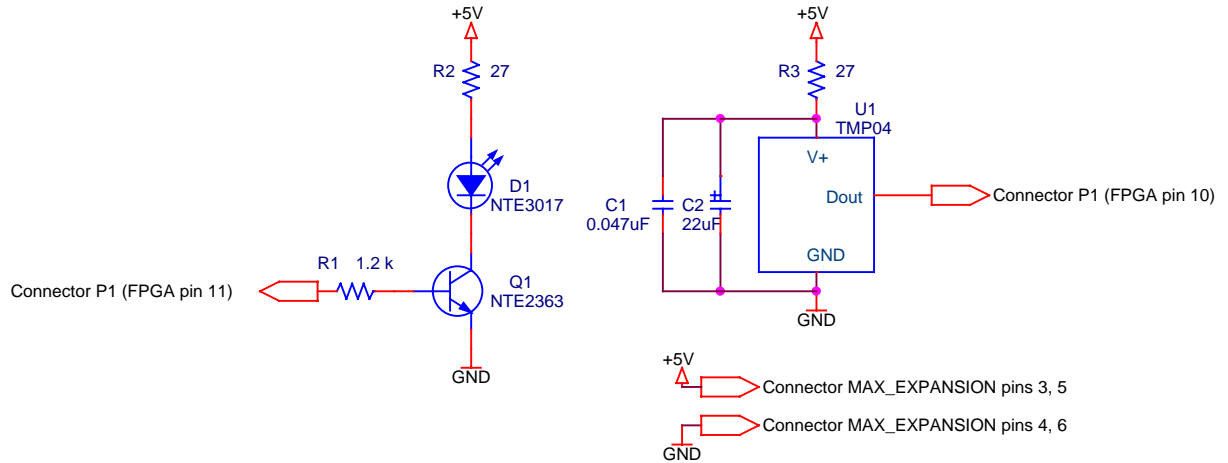 +5V
R2 27
D1
NTE3017
R1 1.2 k
Connector P1 (FPGA pin 11)
Q1
NTE2363
GND
+5V
R3 27
U1
TMP04
V+
Dout
GND
C1
0.047uF
C2
22uF
Connector P1 (FPGA pin 10)
GND
+5V
Connector MAX_EXPANSION pins 3, 5
Connector MAX_EXPANSION pins 4, 6
GND